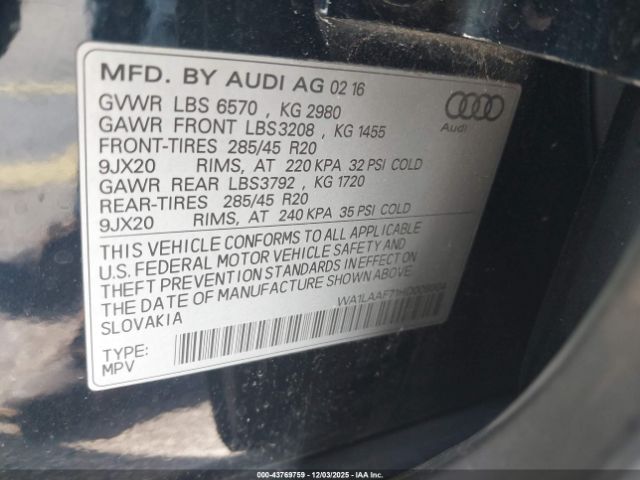 MFD. BY AUDI AG 02 16
GVWR LBS 6570 , KG 2980
GAWR FRONT LBS3208 , KG 1455
FRONT-TIRES 285/45 R20
9JX20 RIMS, AT 220 KPA 32 PSI COLD
GAWR REAR LBS3792 , KG 1720
REAR-TIRES 285/45 R20
9JX20 RIMS, AT 240 KPA 35 PSI COLD
THIS VEHICLE CONFORMS TO ALL APPLICABLE
U.S. FEDERAL MOTOR VEHICLE SAFETY AND
THEFT PREVENTION STANDARDS IN EFFECT ON
THE DATE OF MANUFACTURE SHOWN ABOVE.
SLOVAKIA
TYPE:
MPV
Audi
000-43769759 - 12/03/2025 - IAA Inc.